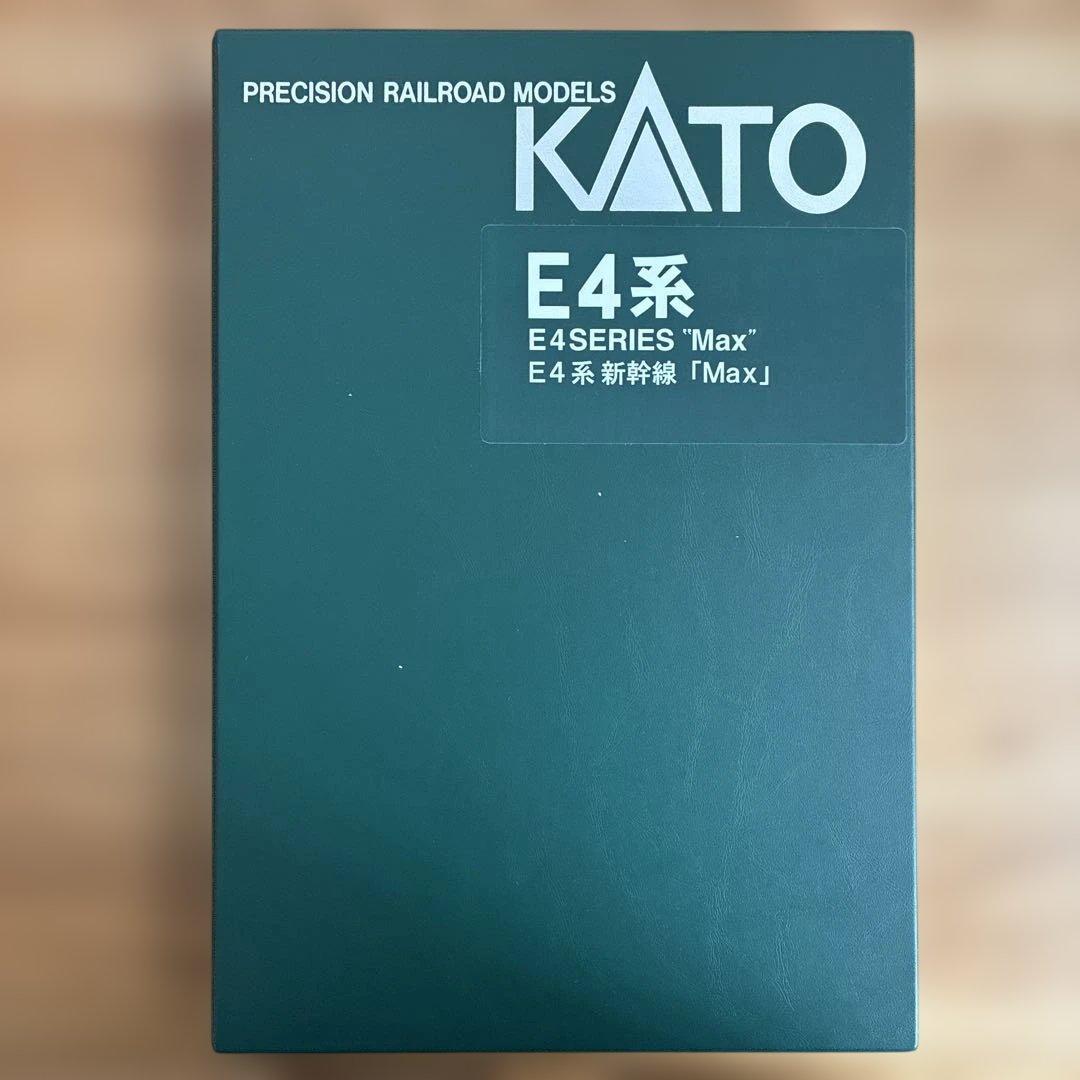 PRECISION RAILROAD MODELS
KATO
E4系
E4SERIES "Max"
E4系 新幹線「Max」